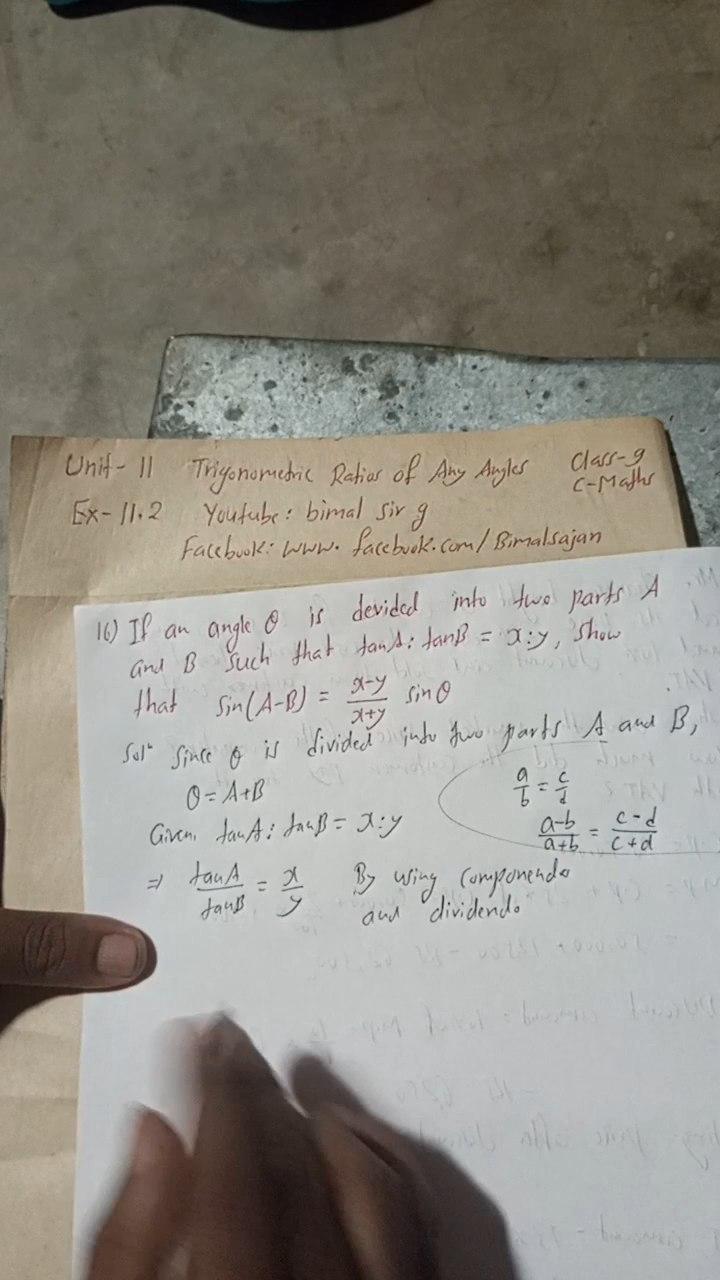 Unit- 11 Trigonometric Ratios of Any Angles Class-9
C-Maths
Ex- 11.2 Youtube: bimal sir g
Facebook: www. facebook.com/Bimalsajan
16) If an angle θ is devided into two parts A
and B such that tanA: tanB = x:y, show
that sin(A-B) = x-y/x+y sinθ
Solⁿ Since θ is divided into two parts A and B,
θ = A+B
a/b = c/d
Given, tanA: tanB = x:y
a-b/a+b = c-d/c+d
⇒ tanA/tanB = x/y By using componendo
and dividendo